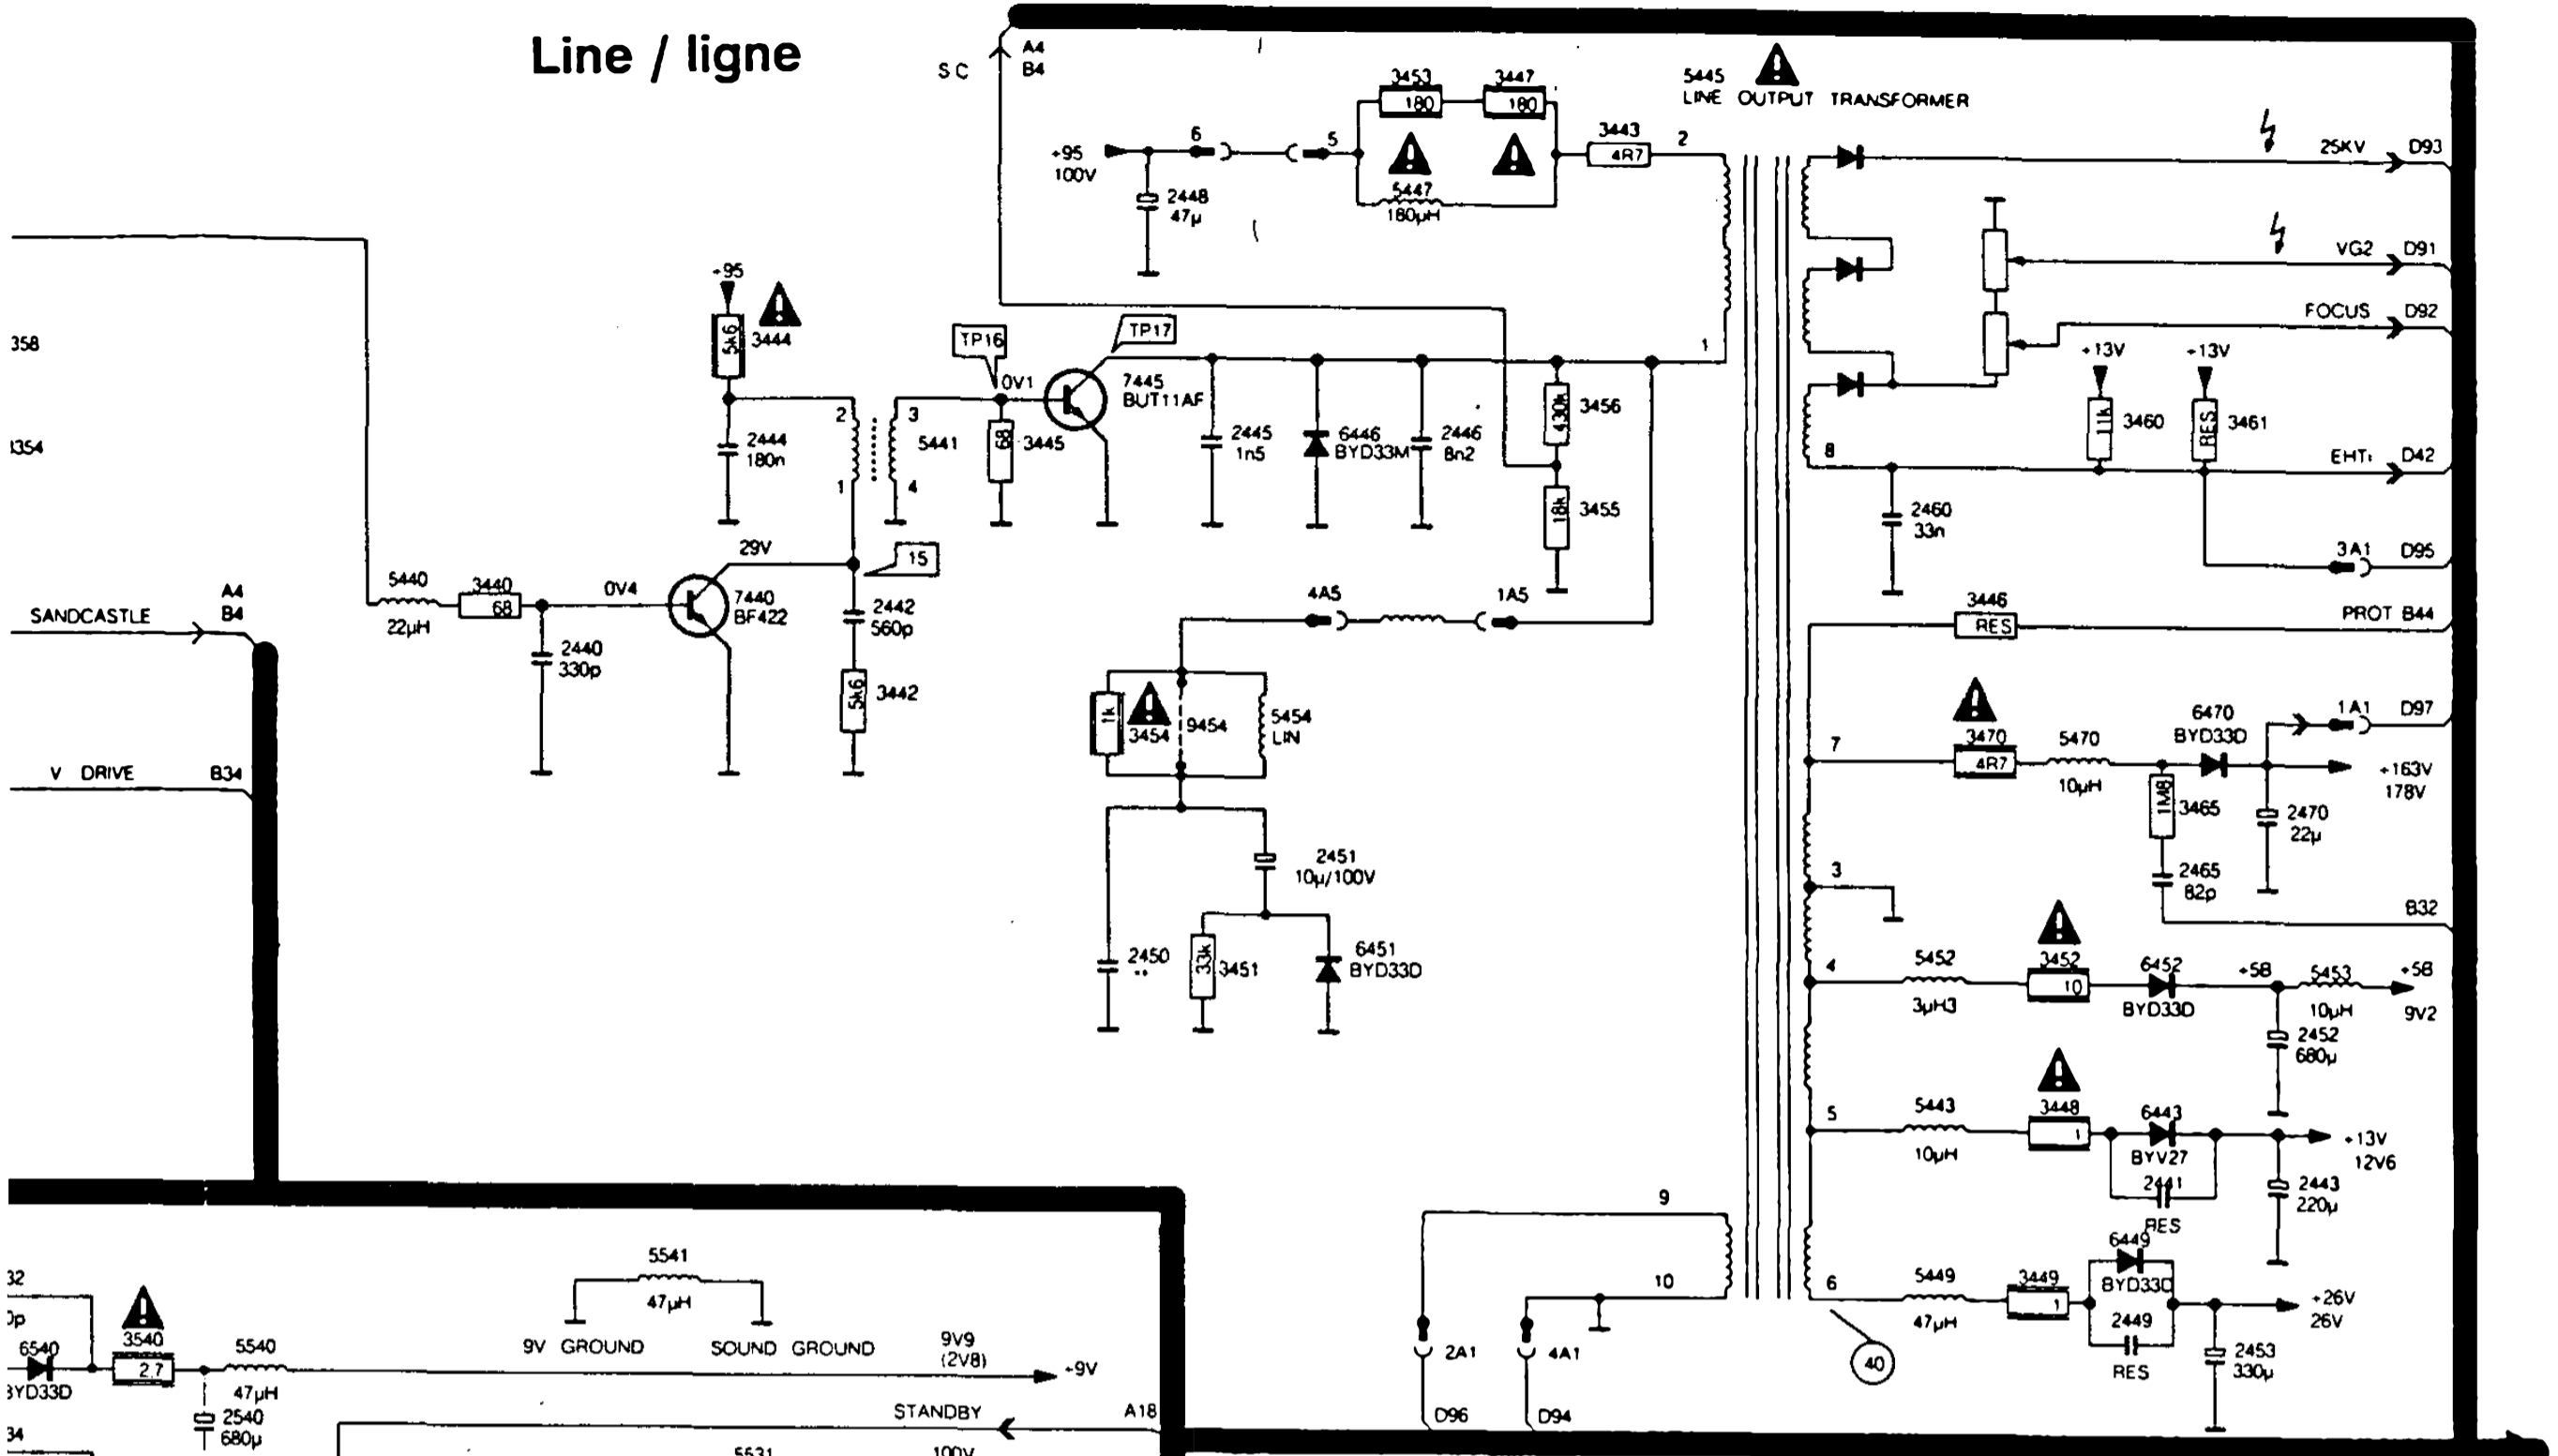 Line / ligne
SC
A4
B4
3453
180
3447
180
5445
LINE OUTPUT TRANSFORMER
+95
100V
6
5
3443
4R7
2
2448
47µ
5447
180µH
25KV
D93
VG2
D91
FOCUS
D92
+13V
+13V
11k
3460
RES
3461
8
EHTı
D42
2460
33n
3A1
D95
+95
5k6
3444
TP16
TP17
1
0V1
7445
BUT11AF
2444
180n
2
3
5441
1
4
68
3445
2445
1n5
6446
BYD33M
2446
8n2
430k
3456
18k
3455
358
354
29V
15
5440
22µH
3440
68
0V4
7440
BF422
2440
330p
2442
560p
5k6
3442
SANDCASTLE
A4
B4
V DRIVE
B34
4A5
1A5
1k
3454
9454
5454
LIN
2451
10µ/100V
2450
..
33k
3451
6451
BYD33D
3446
RES
PROT B44
7
3470
4R7
5470
10µH
6470
BYD33D
1A1
D97
+163V
178V
1M8
3465
2470
22µ
2465
82p
B32
3
4
5452
3µH3
3452
10
6452
BYD33D
+5B
5453
10µH
+5B
9V2
2452
680µ
5
5443
10µH
3448
1
6443
BYV27
2441
RES
+13V
12V6
2443
220µ
6
5449
47µH
3449
1
6449
BYD33D
2449
RES
+26V
26V
2453
330µ
40
9
10
2A1
4A1
D96
D94
32
0p
6540
BYD33D
3540
2.7
5540
47µH
2540
680µ
34
5541
47µH
9V GROUND
SOUND GROUND
9V9
(2V8)
+9V
STANDBY
A18
5531
100V